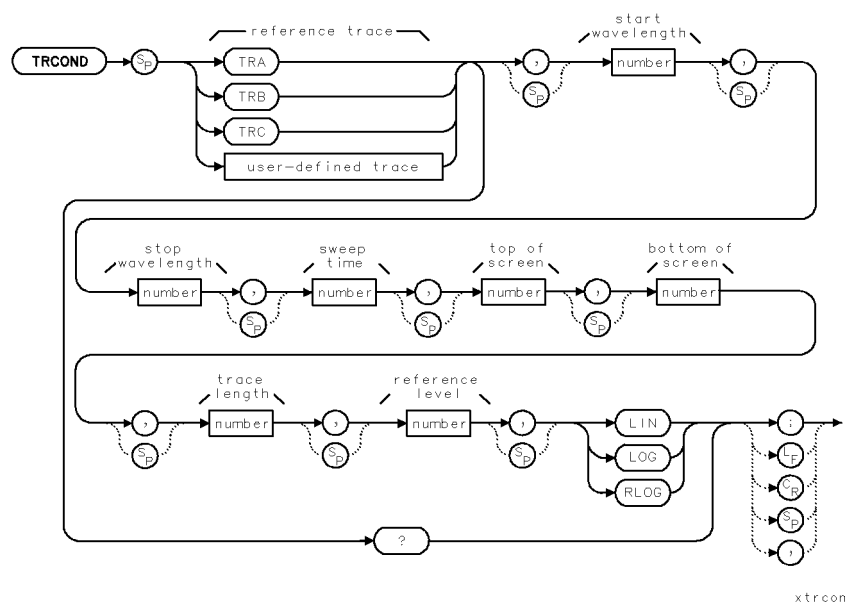 reference trace
start
wavelength
TRCOND SP TRA , number ,
SP SP
TRB
TRC
user-defined trace
stop
wavelength
sweep
time
top of
screen
bottom of
screen
number , number , number , number
SP SP SP
trace
length
reference
level
, number , number , LIN ;
SP SP SP LOG LF
RLOG CR
SP
? ,
xtrcon